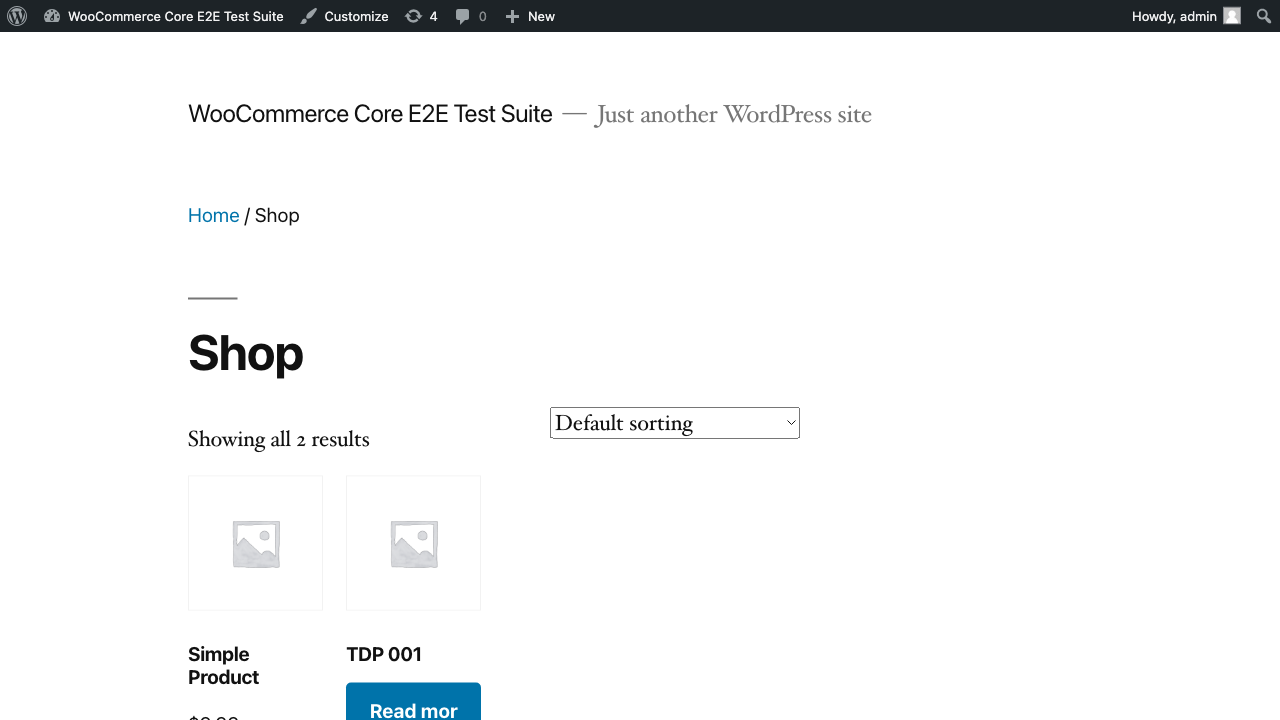 WooCommerce Core E2E Test Suite Customize 4 0 New Howdy, admin
WooCommerce Core E2E Test Suite — Just another WordPress site
Home / Shop
Shop
Default sorting
Showing all 2 results
Simple Product
TDP 001
Read mor